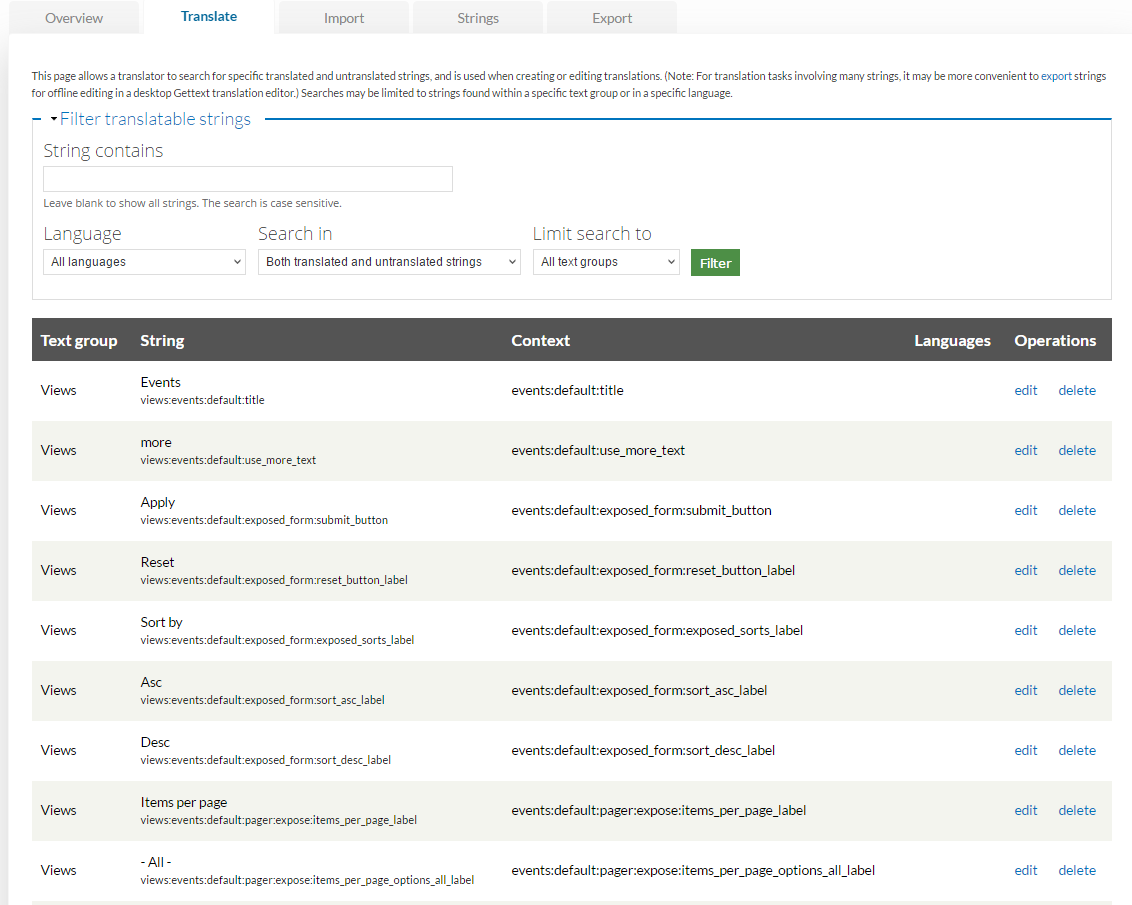 Overview Translate Import Strings Export
This page allows a translator to search for specific translated and untranslated strings, and is used when creating or editing translations. (Note: For translation tasks involving many strings, it may be more convenient to export strings
for offline editing in a desktop Gettext translation editor.) Searches may be limited to strings found within a specific text group or in a specific language.
Filter translatable strings
String contains
Leave blank to show all strings. The search is case sensitive.
Language Search in Limit search to
All languages Both translated and untranslated strings All text groups Filter
Text group String Context Languages Operations
Views Events events:default:title edit delete
views:events:default:title
Views more events:default:use_more_text edit delete
views:events:default:use_more_text
Views Apply events:default:exposed_form:submit_button edit delete
views:events:default:exposed_form:submit_button
Views Reset events:default:exposed_form:reset_button_label edit delete
views:events:default:exposed_form:reset_button_label
Views Sort by events:default:exposed_form:exposed_sorts_label edit delete
views:events:default:exposed_form:exposed_sorts_label
Views Asc events:default:exposed_form:sort_asc_label edit delete
views:events:default:exposed_form:sort_asc_label
Views Desc events:default:exposed_form:sort_desc_label edit delete
views:events:default:exposed_form:sort_desc_label
Views Items per page events:default:pager:expose:items_per_page_label edit delete
views:events:default:pager:expose:items_per_page_label
Views - All - events:default:pager:expose:items_per_page_options_all_label edit delete
views:events:default:pager:expose:items_per_page_options_all_label